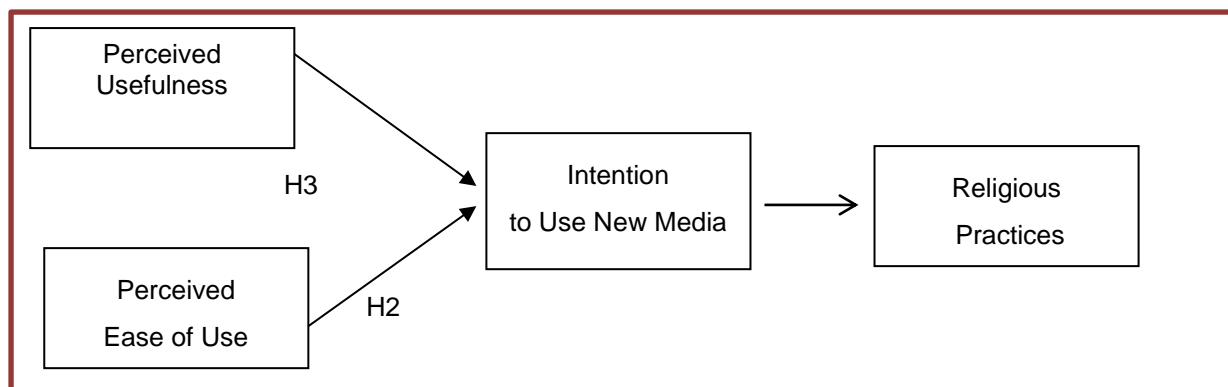 Perceived
Usefulness
H3
Intention
to Use New Media
Religious
Practices
Perceived
Ease of Use
H2